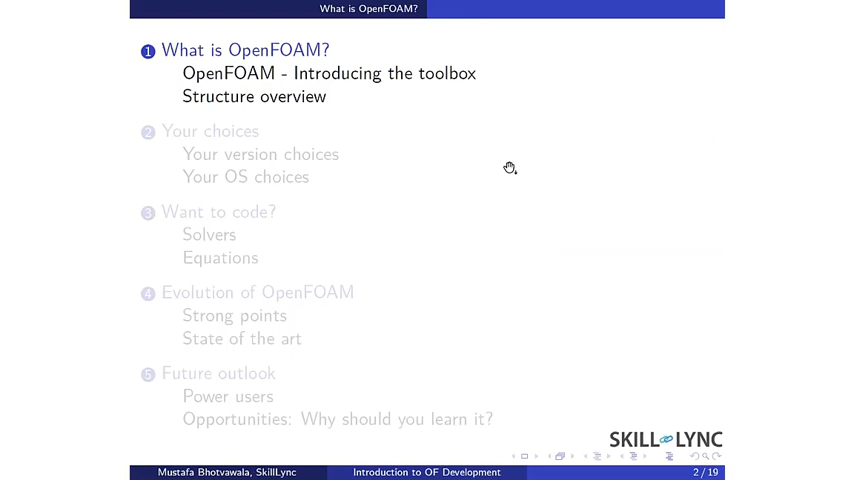 What is OpenFOAM?
1 What is OpenFOAM?
OpenFOAM - Introducing the toolbox
Structure overview
2 Your choices
Your version choices
Your OS choices
3 Want to code?
Solvers
Equations
4 Evolution of OpenFOAM
Strong points
State of the art
5 Future outlook
Power users
Opportunities: Why should you learn it?
SKILL LYNC
Mustafa Bhotvawala, SkillLync Introduction to OF Development 2 / 19